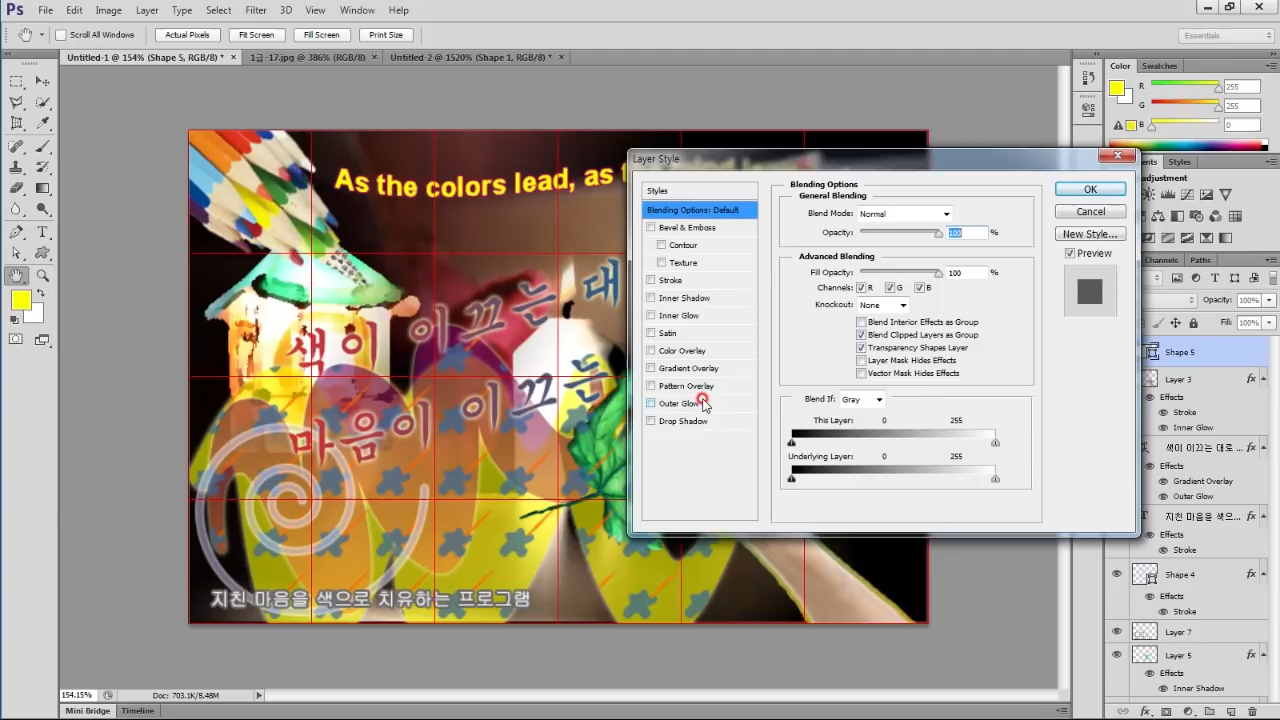 Ps File Edit Image Layer Type Select Filter 3D View Window Help
Scroll All Windows Actual Pixels Fit Screen Fill Screen Print Size Essentials
Untitled-1 @ 154% (Shape 5, RGB/8) * × 1급-17.jpg @ 386% (RGB/8) × Untitled-2 @ 1520% (Shape 1, RGB/8) * ×
Color Swatches
R 255
G 255
B 0
Styles
djustment
hannels Paths
Opacity: 100%
Fill: 100%
Shape 5
Layer 3
Effects
Stroke
Inner Glow
색이 이끄는 대로 ...
Effects
Gradient Overlay
Outer Glow
지친 마음을 색으...
Effects
Stroke
Shape 4
Effects
Stroke
Layer 7
Layer 5
Effects
Inner Shadow
As the colors lead, as
색이 이끄는 대
마음이 이끄는
지친 마음을 색으로 치유하는 프로그램
Layer Style
Styles
Blending Options: Default
Bevel & Emboss
Contour
Texture
Stroke
Inner Shadow
Inner Glow
Satin
Color Overlay
Gradient Overlay
Pattern Overlay
Outer Glow
Drop Shadow
Blending Options
General Blending
Blend Mode: Normal
Opacity: 100 %
Advanced Blending
Fill Opacity: 100 %
Channels: R G B
Knockout: None
Blend Interior Effects as Group
Blend Clipped Layers as Group
Transparency Shapes Layer
Layer Mask Hides Effects
Vector Mask Hides Effects
Blend If: Gray
This Layer: 0 255
Underlying Layer: 0 255
OK
Cancel
New Style...
Preview
154.15% Doc: 703.1K/8.48M
Mini Bridge Timeline